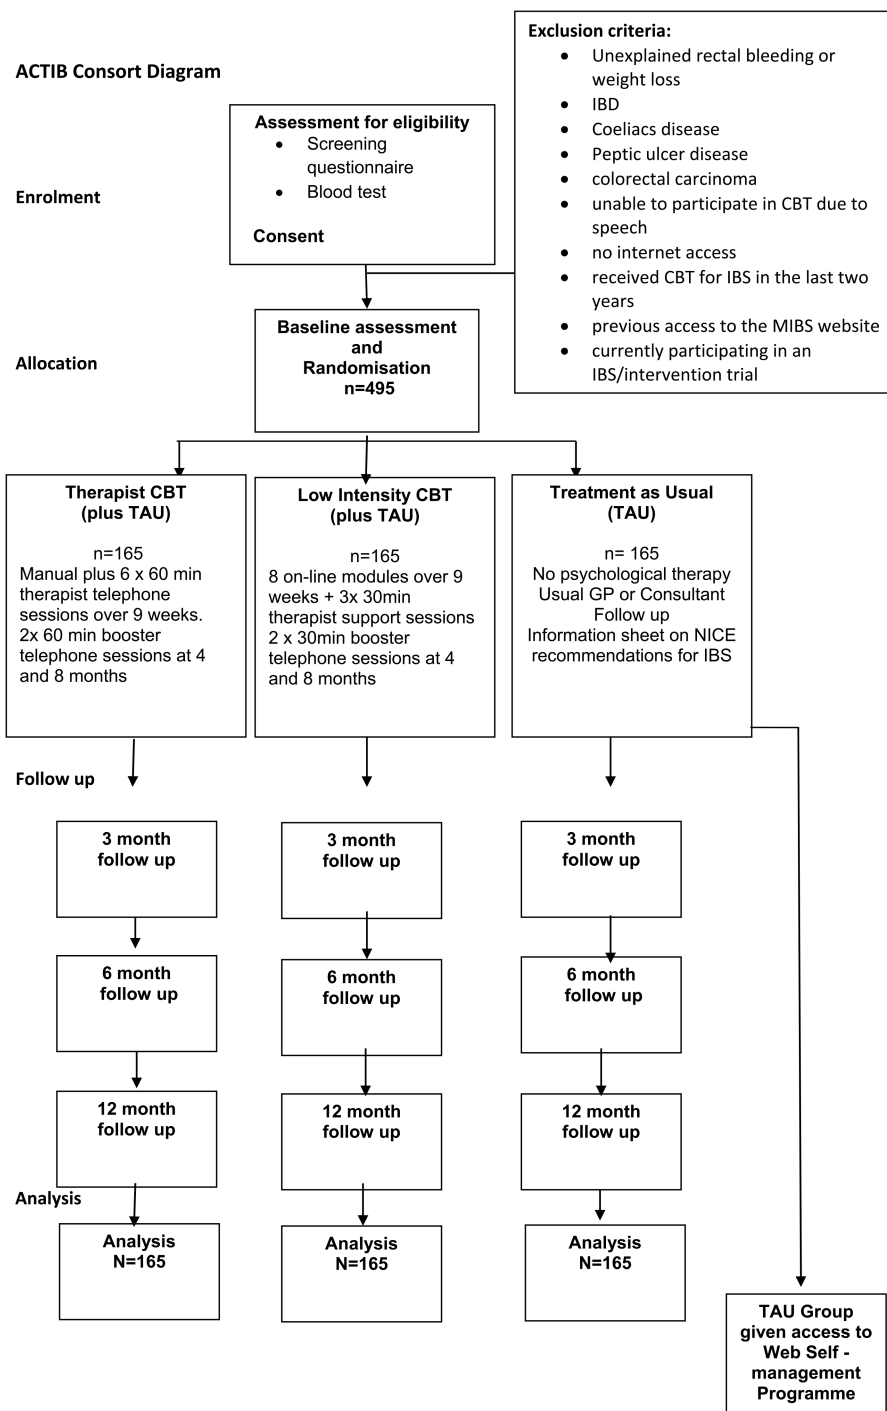 ACTIB Consort Diagram
Exclusion criteria:
• Unexplained rectal bleeding or
weight loss
• IBD
• Coeliacs disease
• Peptic ulcer disease
• colorectal carcinoma
• unable to participate in CBT due to
speech
• no internet access
• received CBT for IBS in the last two
years
• previous access to the MIBS website
• currently participating in an
IBS/intervention trial
Enrolment
Assessment for eligibility
• Screening
questionnaire
• Blood test
Consent
Allocation
Baseline assessment
and
Randomisation
n=495
Therapist CBT
(plus TAU)
n=165
Manual plus 6 x 60 min
therapist telephone
sessions over 9 weeks.
2x 60 min booster
telephone sessions at 4
and 8 months
Low Intensity CBT
(plus TAU)
n=165
8 on-line modules over 9
weeks + 3x 30min
therapist support sessions
2 x 30min booster
telephone sessions at 4
and 8 months
Treatment as Usual
(TAU)
n= 165
No psychological therapy
Usual GP or Consultant
Follow up
Information sheet on NICE
recommendations for IBS
Follow up
3 month
follow up
3 month
follow up
3 month
follow up
6 month
follow up
6 month
follow up
6 month
follow up
12 month
follow up
12 month
follow up
12 month
follow up
Analysis
Analysis
N=165
Analysis
N=165
Analysis
N=165
TAU Group
given access to
Web Self -
management
Programme